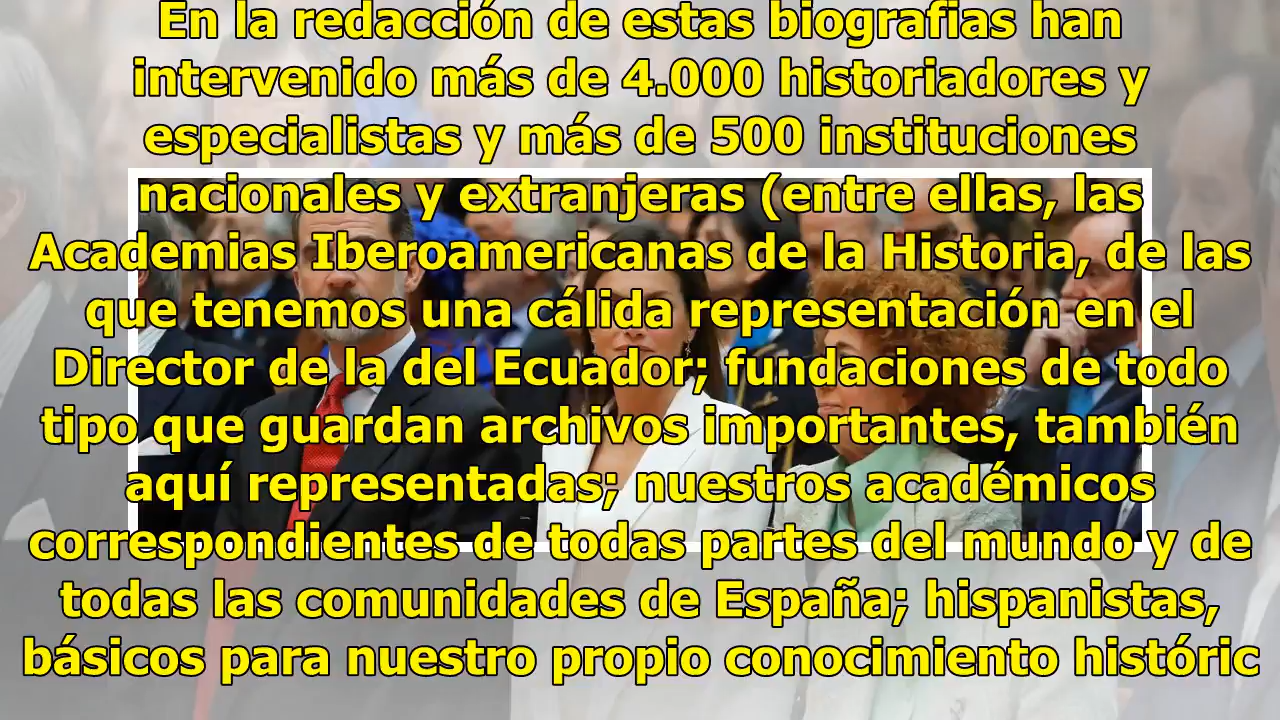 En la redacción de estas biografias han
intervenido más de 4.000 historiadores y
especialistas y más de 500 instituciones
nacionales y extranjeras (entre ellas, las
Academias Iberoamericanas de la Historia, de las
que tenemos una cálida representación en el
Director de la del Ecuador; fundaciones de todo
tipo que guardan archivos importantes, también
aquí representadas; nuestros académicos
correspondientes de todas partes del mundo y de
todas las comunidades de España; hispanistas,
básicos para nuestro propio conocimiento históric